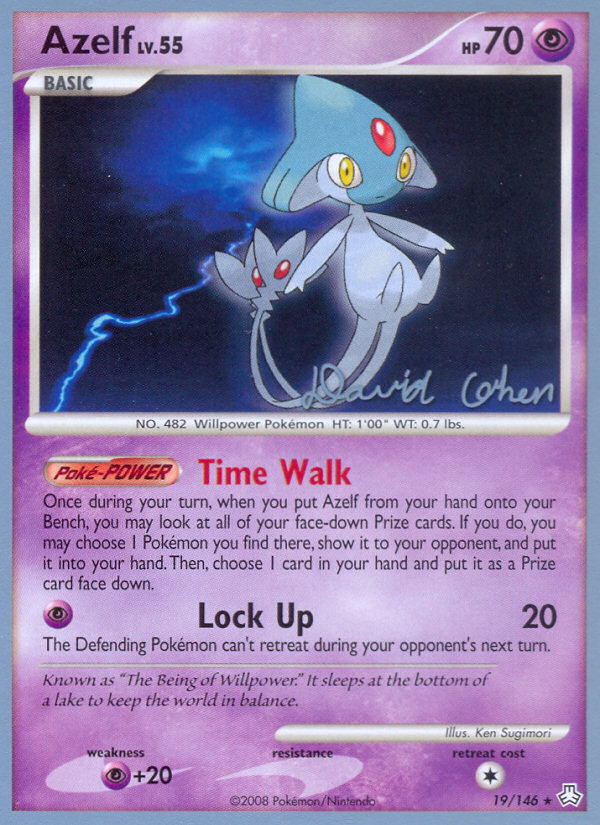 Azelf LV.55 HP 70
BASIC
David Cohen
NO. 482 Willpower Pokémon HT: 1'00" WT: 0.7 lbs.
Poké-POWER Time Walk
Once during your turn, when you put Azelf from your hand onto your
Bench, you may look at all of your face-down Prize cards. If you do, you
may choose 1 Pokémon you find there, show it to your opponent, and put
it into your hand. Then, choose 1 card in your hand and put it as a Prize
card face down.
Lock Up 20
The Defending Pokémon can't retreat during your opponent's next turn.
Known as "The Being of Willpower." It sleeps at the bottom of
a lake to keep the world in balance.
Illus. Ken Sugimori
weakness resistance retreat cost
+20
©2008 Pokémon/Nintendo 19/146 ★